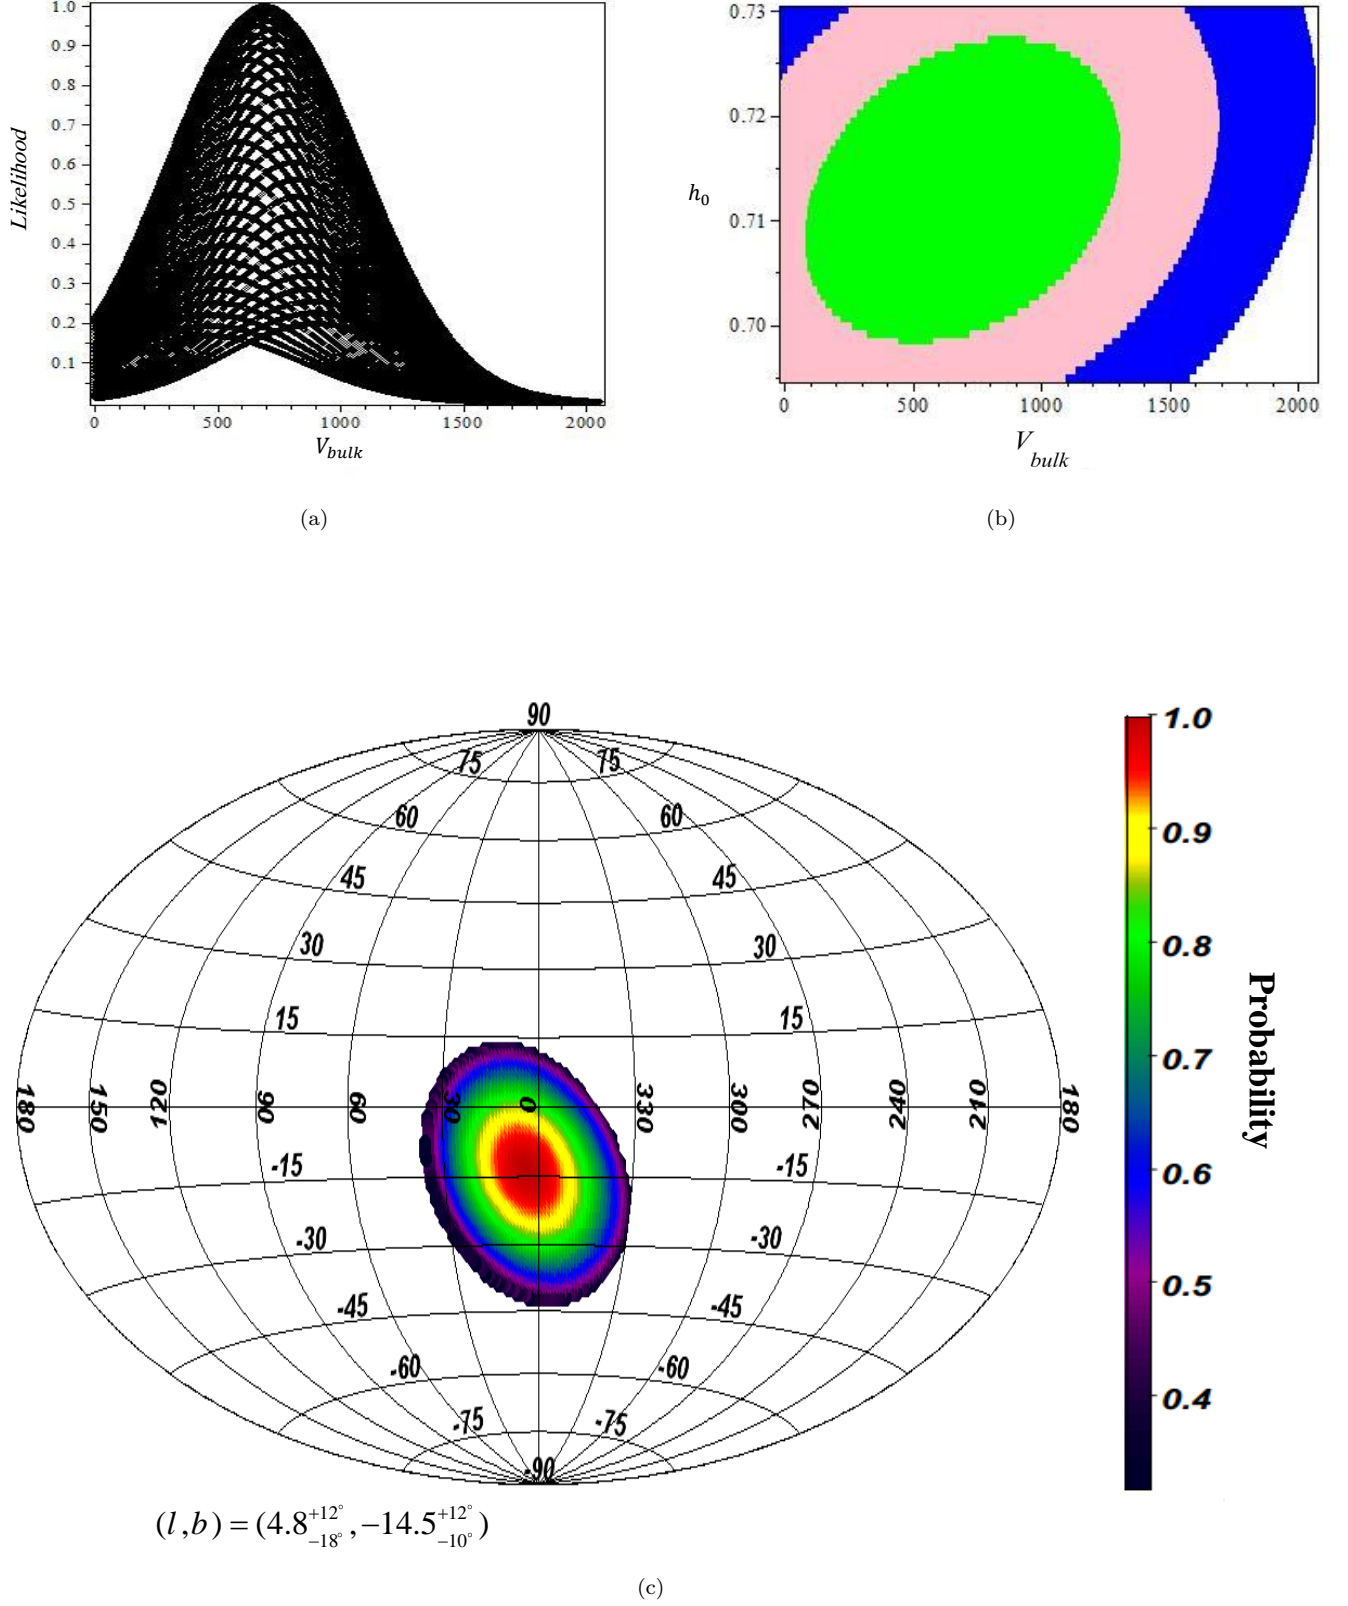 1.0
0.9
0.8
0.7
0.6
0.5
0.4
0.3
0.2
0.1
Likelihood
0 500 1000 1500 2000
V_bulk
(a)
0.73
0.72
0.71
0.70
h_0
0 500 1000 1500 2000
V_bulk
(b)
90
75 75
60 60
45 45
30 30
15 15
180 150 120 90 60 30 0 330 300 270 240 210 180
-15 -15
-30 -30
-45 -45
-60 -60
-75 -75
-90
1.0
0.9
0.8
0.7
0.6
0.5
0.4
Probability
(l,b) = (4.8^{+12°}_{-18°}, -14.5^{+12°}_{-10°})
(c)